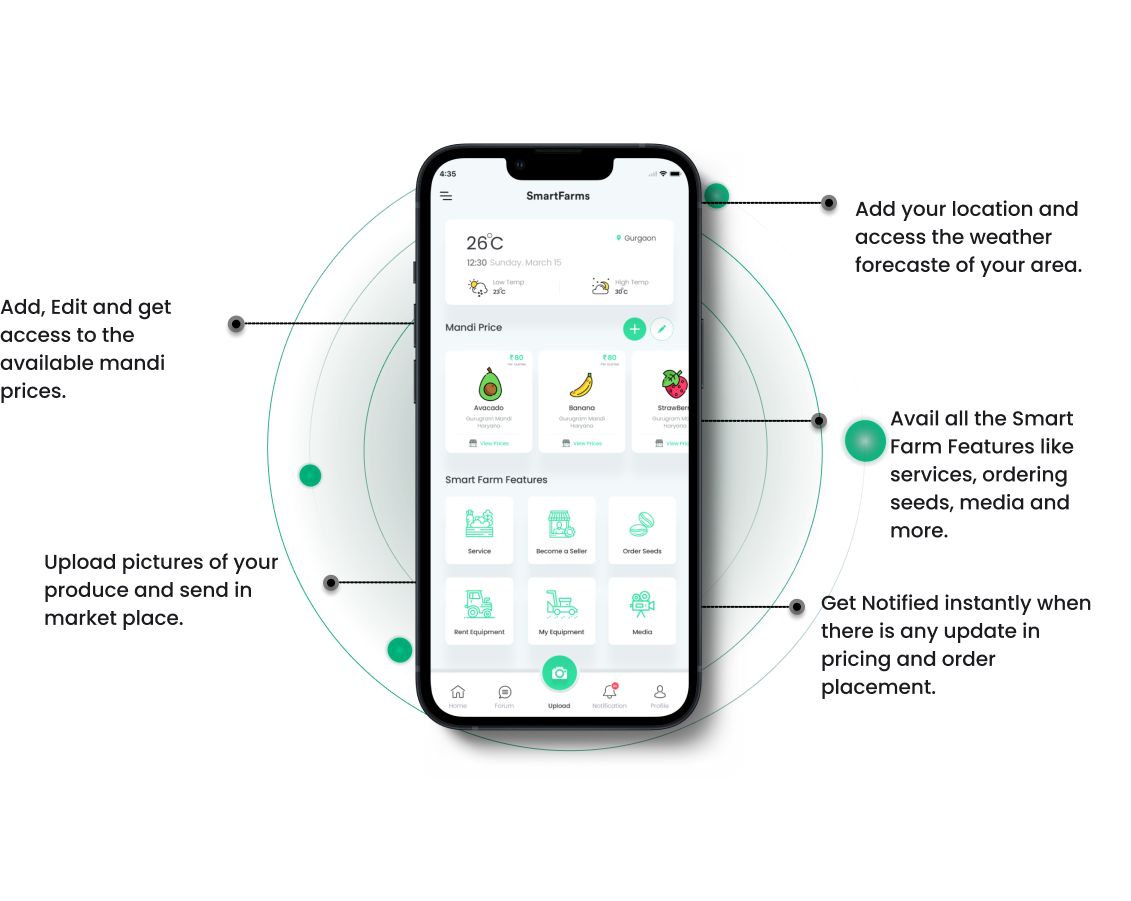 4:35
SmartFarms
26°C
Gurgaon
12:30 Sunday. March 15
Low Temp
23°C
High Temp
30°C
Mandi Price
₹80
₹80
Avacado
Banana
StrawBerr
Gurugram Mandi
Haryana
Gurugram Mandi
Haryana
Gurugram Mand
Haryana
View Prices
View Prices
View Pric
Smart Farm Features
Service
Become a Seller
Order Seeds
Rent Equipment
My Equipment
Media
Home
Forum
Upload
Notification
Profile
Add, Edit and get
access to the
available mandi
prices.
Upload pictures of your
produce and send in
market place.
Add your location and
access the weather
forecaste of your area.
Avail all the Smart
Farm Features like
services, ordering
seeds, media and
more.
Get Notified instantly when
there is any update in
pricing and order
placement.